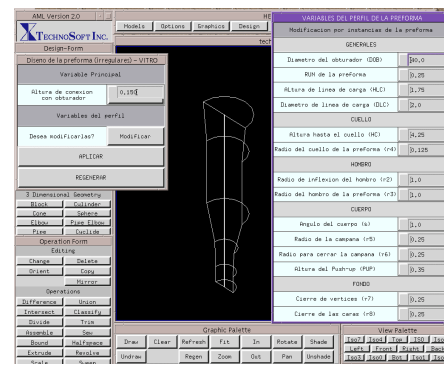 AML Version 2.0
TECHNOSOFT INC.
Design-Form
Diseno de la preforma (irregulares) - VITRO
Variable Principal
Altura de conexion
con obturador
0,150
Variables del perfil
Desea modificarlas?
Modificar
APLICAR
REGENERAR
3 Dimensional Geometry
Block
Cylinder
Cone
Sphere
Elbow
Pipe Elbow
Pipe
Cyclide
Operation Form
Editing
Change
Delete
Orient
Copy
Mirror
Operations
Difference
Union
Intersect
Classify
Divide
Trim
Assemble
Sew
Bound
Halfspace
Extrude
Revolve
Scale
Models
Options
Graphics
Design
HE
tech
VARIABLES DEL PERFIL DE LA PREFORMA
Modificacion por instancias de la preforma
GENERALES
Diametro del obturador (DOB)
40,0
RUN de la preforma
0,25
ALtura de linea de carga (HLC)
1,75
Diametro de linea de carga (DLC)
2,0
CUELLO
Altura hasta el cuello (HC)
4,25
Radio del cuello de la preforma (r4)
0,125
HOMBRO
Radio de inflexion del hombro (r2)
1,0
Radio del hombro de la preforma (r3)
1,0
CUERPO
Angulo del cuerpo (&)
1,0
Radio de la campana (r5)
0,25
Radio para serrar la campana (r6)
0,25
Altura del Push-up (PUP)
0,35
FONDO
Cierre de vertices (r7)
0,25
Cierre de las caras (r8)
0,25
Graphic Palette
Draw
Clear
Refresh
Fit
In
Rotate
Shade
Undraw
Regen
Zoom
Out
Pan
Unshade
View Palette
Iso7
Iso4
Top
ISO
Iso
Left
Front
Right
Back
Iso3
Iso8
Bot
Iso1
Iso